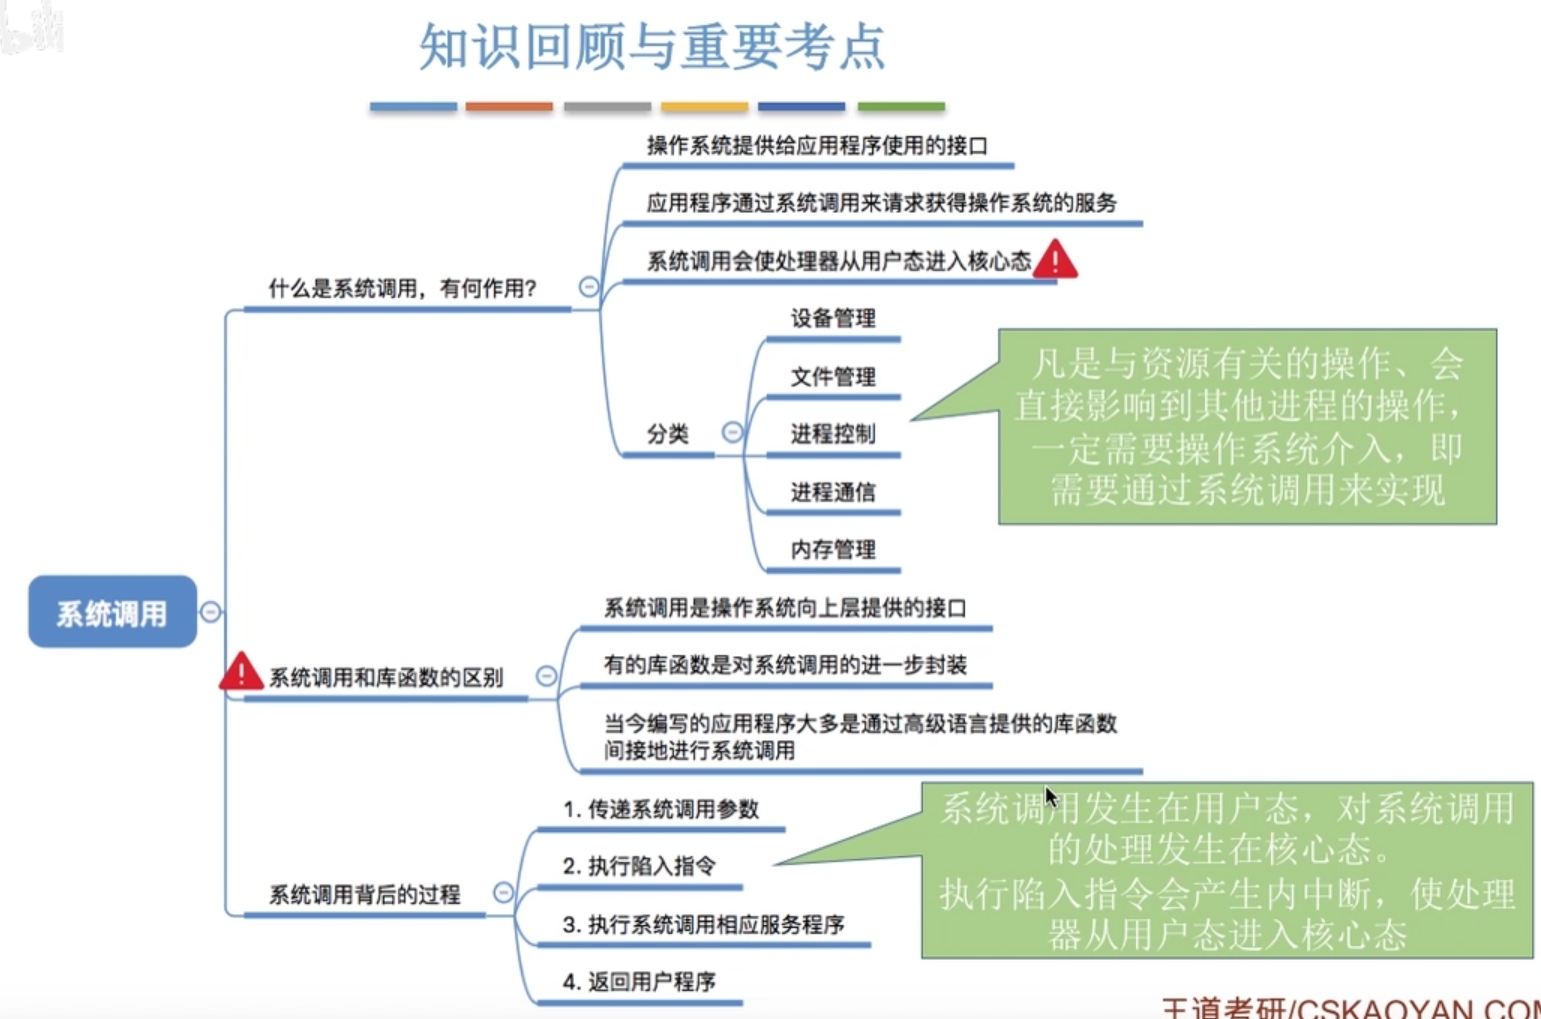 知识回顾与重要考点
操作系统提供给应用程序使用的接口
应用程序通过系统调用来请求获得操作系统的服务
系统调用会使处理器从用户态进入核心态
什么是系统调用，有何作用？
设备管理
文件管理
分类
进程控制
进程通信
内存管理
凡是与资源有关的操作、会
直接影响到其他进程的操作，
一定需要操作系统介入，即
需要通过系统调用来实现
系统调用
系统调用是操作系统向上层提供的接口
系统调用和库函数的区别
有的库函数是对系统调用的进一步封装
当今编写的应用程序大多是通过高级语言提供的库函数
间接地进行系统调用
1. 传递系统调用参数
2. 执行陷入指令
系统调用背后的过程
3. 执行系统调用相应服务程序
4. 返回用户程序
系统调用发生在用户态，对系统调用
的处理发生在核心态。
执行陷入指令会产生内中断，使处理
器从用户态进入核心态
王道考研/CSKAOYAN.COM